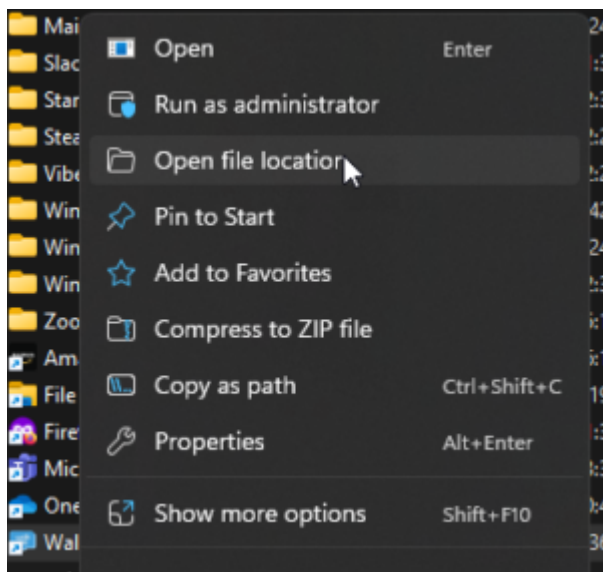 Open Enter
Run as administrator
Open file location
Pin to Start
Add to Favorites
Compress to ZIP file
Copy as path Ctrl+Shift+C
Properties Alt+Enter
Show more options Shift+F10